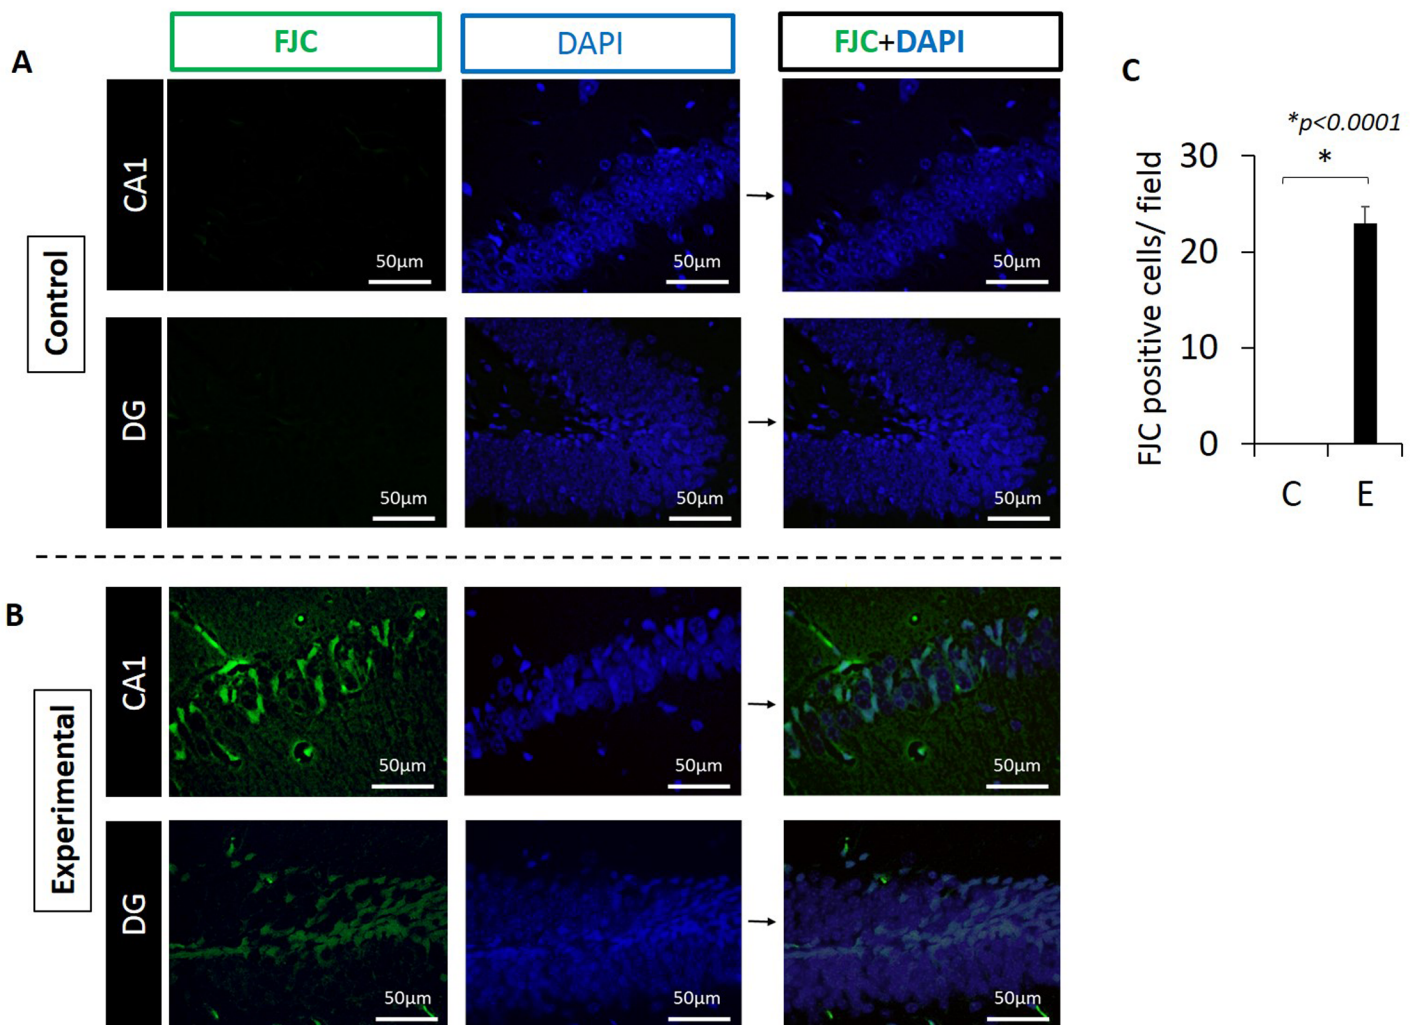 A
FJC
DAPI
FJC+DAPI
Control
CA1
50μm
50μm
50μm
DG
50μm
50μm
50μm
B
Experimental
CA1
50μm
50μm
50μm
DG
50μm
50μm
50μm
C
*p<0.0001
*
FJC positive cells/ field
30
20
10
0
C E